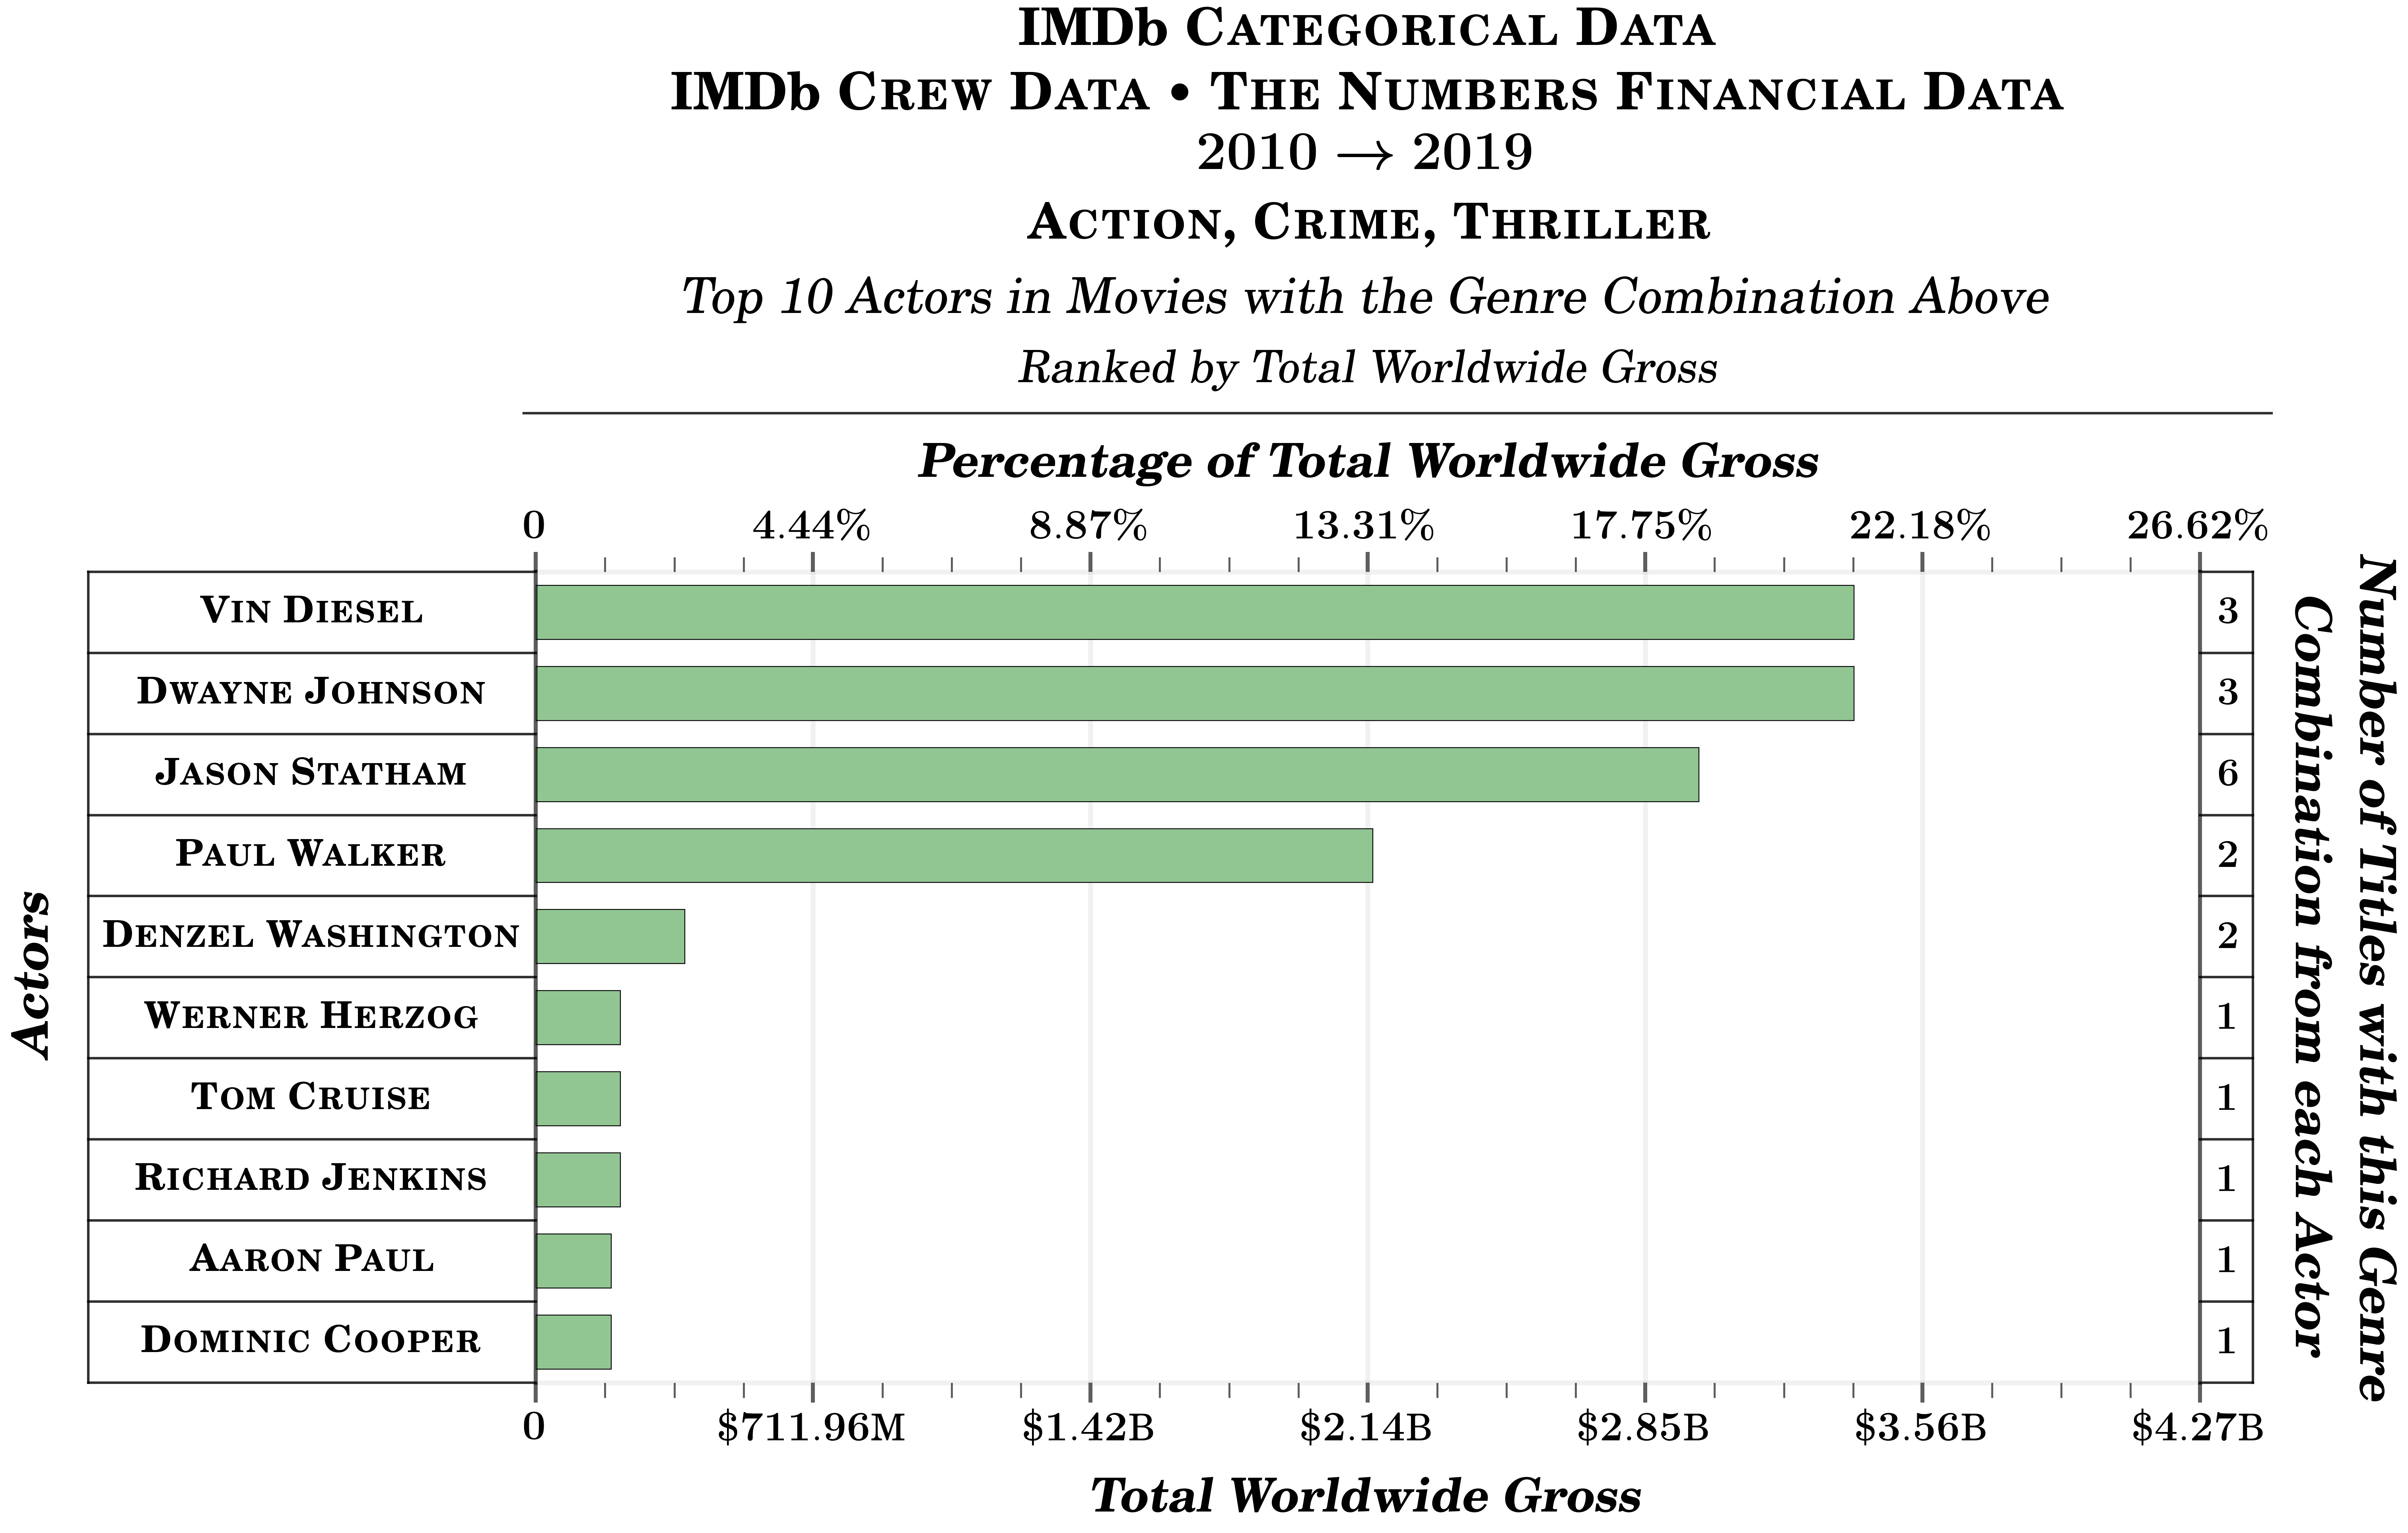 IMDb Categorical Data
IMDb Crew Data • The Numbers Financial Data
2010 → 2019
Action, Crime, Thriller
Top 10 Actors in Movies with the Genre Combination Above
Ranked by Total Worldwide Gross
Percentage of Total Worldwide Gross
0 4.44% 8.87% 13.31% 17.75% 22.18% 26.62%
Actors
Vin Diesel 3
Dwayne Johnson 3
Jason Statham 6
Paul Walker 2
Denzel Washington 2
Werner Herzog 1
Tom Cruise 1
Richard Jenkins 1
Aaron Paul 1
Dominic Cooper 1
Number of Titles with this Genre
Combination from each Actor
0 $711.96M $1.42B $2.14B $2.85B $3.56B $4.27B
Total Worldwide Gross